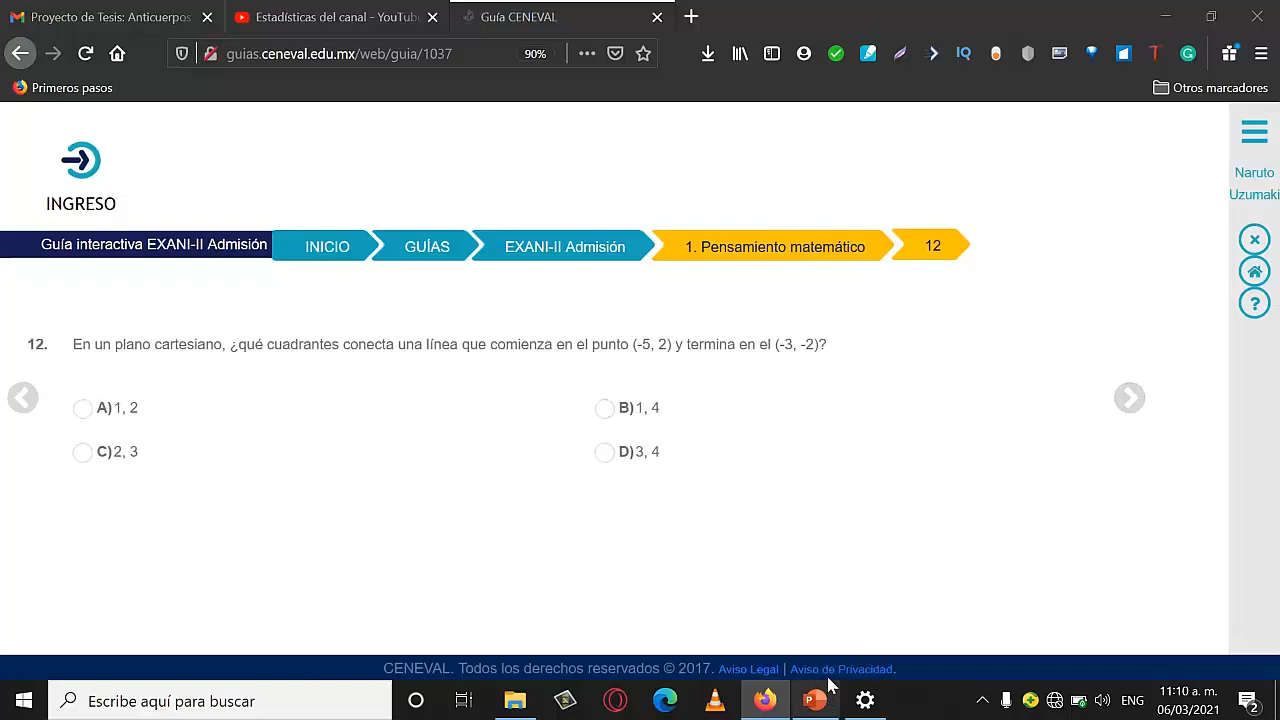 Proyecto de Tesis: Anticuerpos
Estadísticas del canal - YouTub
Guía CENEVAL
guias.ceneval.edu.mx/web/guia/1037
90%
Primeros pasos
Otros marcadores
INGRESO
Naruto
Uzumaki
Guía interactiva EXANI-II Admisión
INICIO
GUÍAS
EXANI-II Admisión
1. Pensamiento matemático
12
12. En un plano cartesiano, ¿qué cuadrantes conecta una línea que comienza en el punto (-5, 2) y termina en el (-3, -2)?
A) 1, 2
B) 1, 4
C) 2, 3
D) 3, 4
CENEVAL. Todos los derechos reservados © 2017. Aviso Legal | Aviso de Privacidad.
Escribe aquí para buscar
ENG
11:10 a. m.
06/03/2021
2